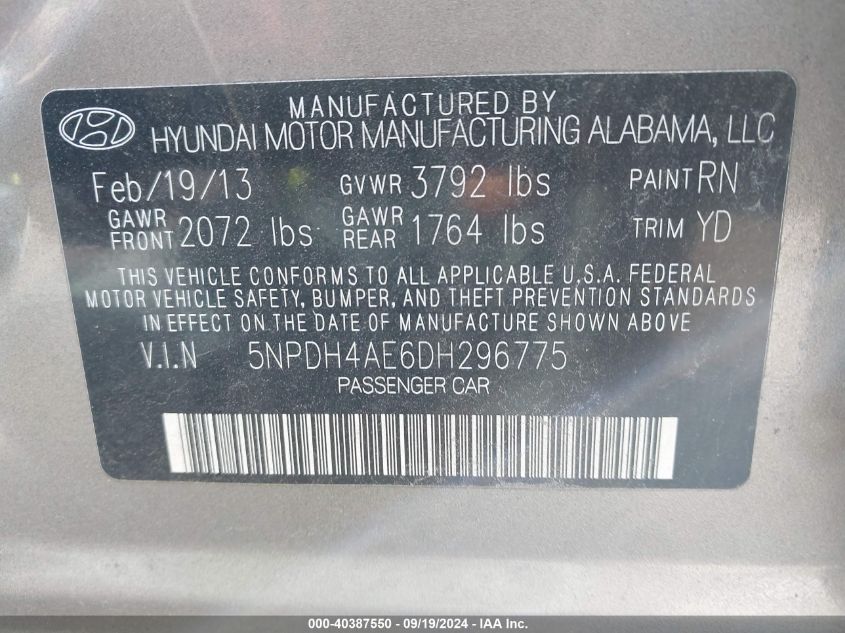 MANUFACTURED BY
HYUNDAI MOTOR MANUFACTURING ALABAMA, LLC
Feb/19/13 GVWR 3792 lbs PAINT RN
GAWR FRONT 2072 lbs GAWR REAR 1764 lbs TRIM YD
THIS VEHICLE CONFORMS TO ALL APPLICABLE U.S.A. FEDERAL
MOTOR VEHICLE SAFETY, BUMPER, AND THEFT PREVENTION STANDARDS
IN EFFECT ON THE DATE OF MANUFACTURE SHOWN ABOVE
V.I.N 5NPDH4AE6DH296775
PASSENGER CAR
000-40387550 - 09/19/2024 - IAA Inc.